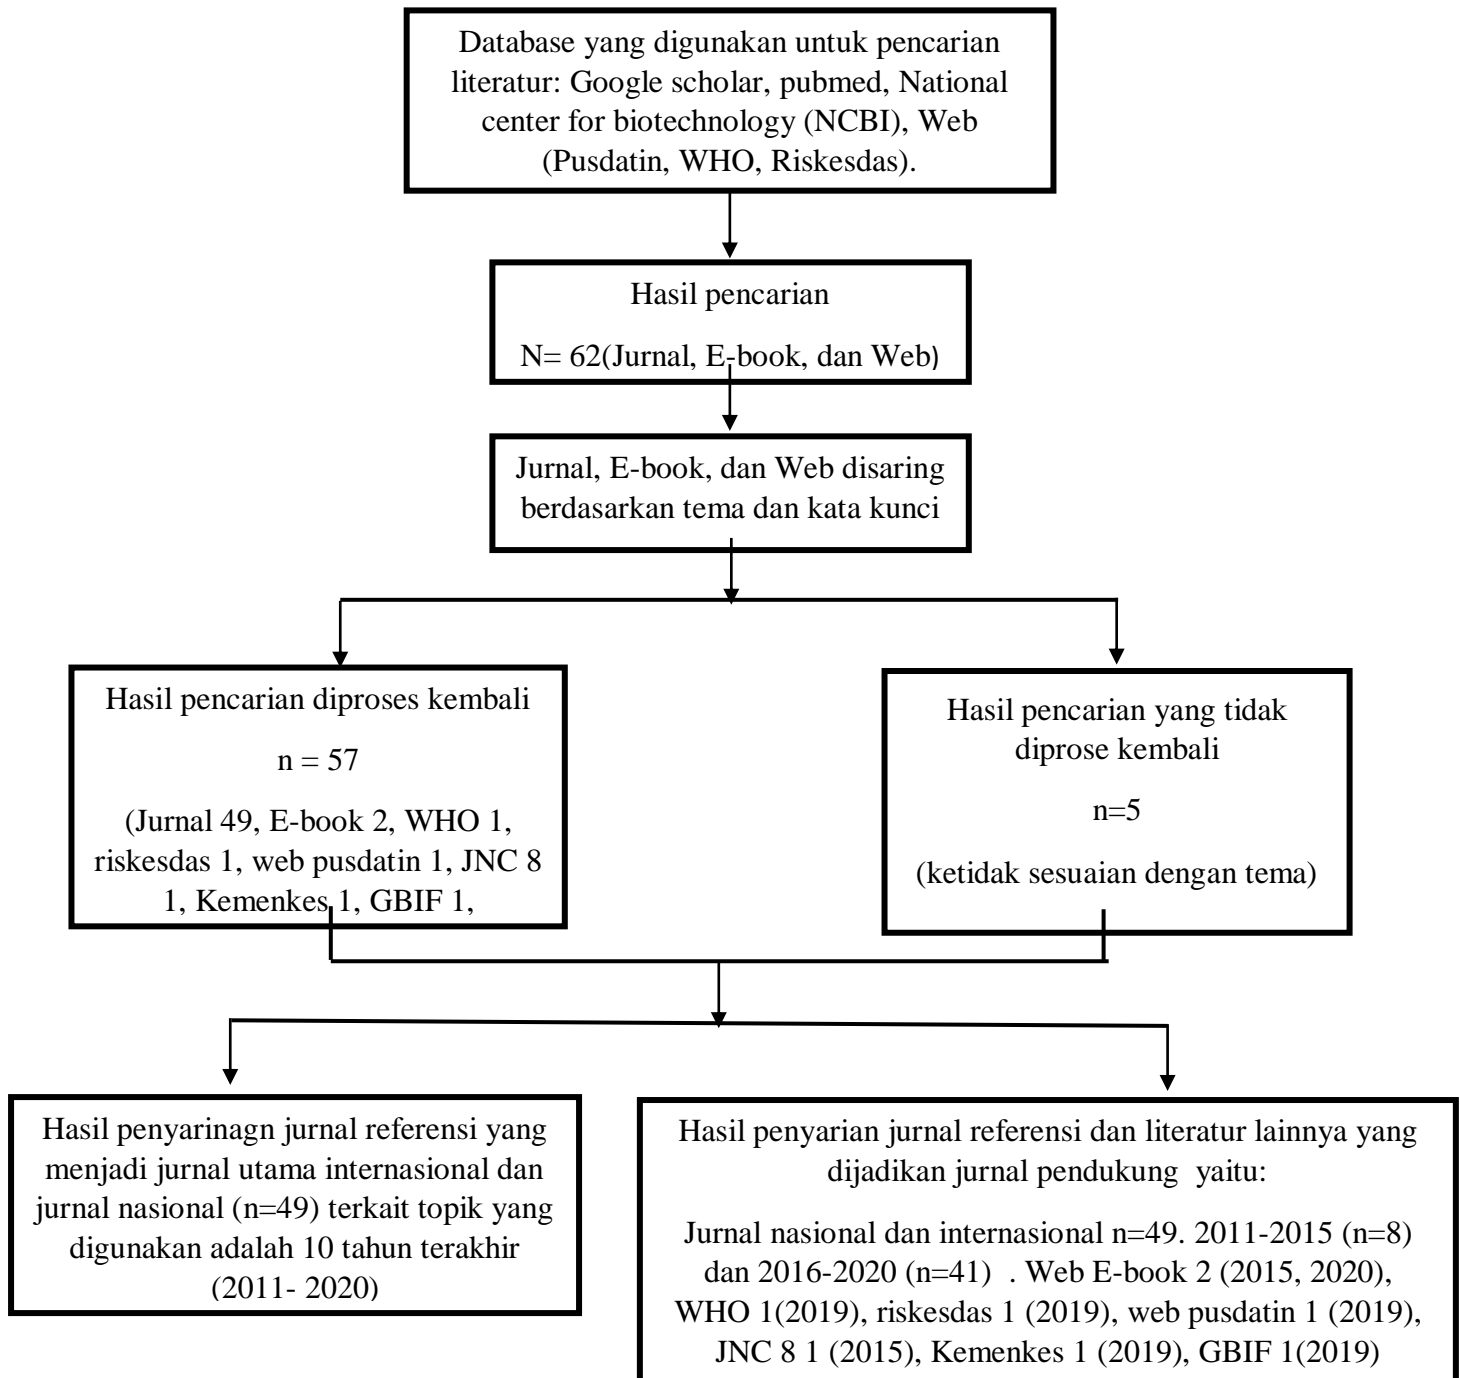 Database yang digunakan untuk pencarian
literatur: Google scholar, pubmed, National
center for biotechnology (NCBI), Web
(Pusdatin, WHO, Riskesdas).
Hasil pencarian
N= 62(Jurnal, E-book, dan Web)
Jurnal, E-book, dan Web disaring
berdasarkan tema dan kata kunci
Hasil pencarian diproses kembali
n = 57
(Jurnal 49, E-book 2, WHO 1,
riskesdas 1, web pusdatin 1, JNC 8
1, Kemenkes 1, GBIF 1,
Hasil pencarian yang tidak
diprose kembali
n=5
(ketidak sesuaian dengan tema)
Hasil penyarinagn jurnal referensi yang
menjadi jurnal utama internasional dan
jurnal nasional (n=49) terkait topik yang
digunakan adalah 10 tahun terakhir
(2011- 2020)
Hasil penyarian jurnal referensi dan literatur lainnya yang
dijadikan jurnal pendukung  yaitu:
Jurnal nasional dan internasional n=49. 2011-2015 (n=8)
dan 2016-2020 (n=41)  . Web E-book 2 (2015, 2020),
WHO 1(2019), riskesdas 1 (2019), web pusdatin 1 (2019),
JNC 8 1 (2015), Kemenkes 1 (2019), GBIF 1(2019)